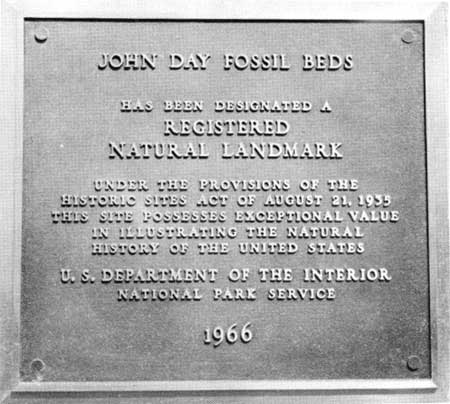 JOHN DAY FOSSIL BEDS
HAS BEEN DESIGNATED A
REGISTERED
NATURAL LANDMARK
UNDER THE PROVISIONS OF THE
HISTORIC SITES ACT OF AUGUST 21, 1935
THIS SITE POSSESSES EXCEPTIONAL VALUE
IN ILLUSTRATING THE NATURAL
HISTORY OF THE UNITED STATES
U. S. DEPARTMENT OF THE INTERIOR
NATIONAL PARK SERVICE
1966